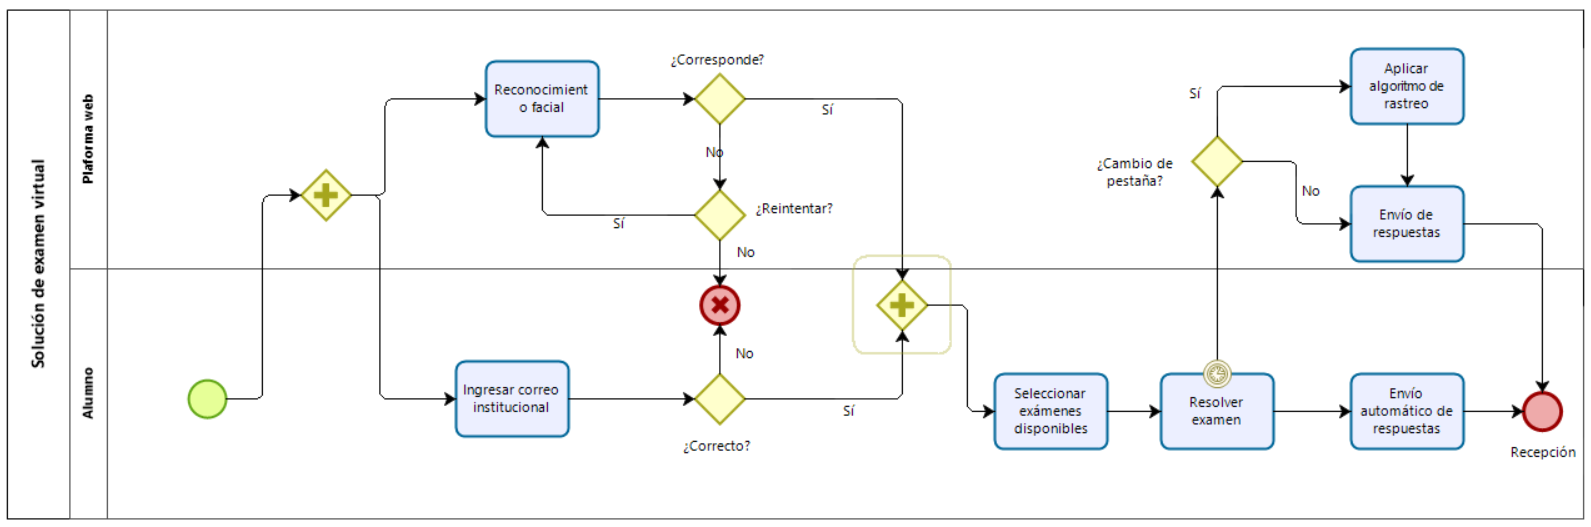 Solución de examen virtual
Plaforma web
Alumno
Reconocimient
o facial
¿Corresponde?
Sí
No
¿Reintentar?
Sí
No
Ingresar correo
institucional
No
Sí
¿Correcto?
Seleccionar
exámenes
disponibles
Resolver
examen
¿Cambio de
pestaña?
Sí
No
Aplicar
algoritmo de
rastreo
Envío de
respuestas
Envío
automático de
respuestas
Recepción